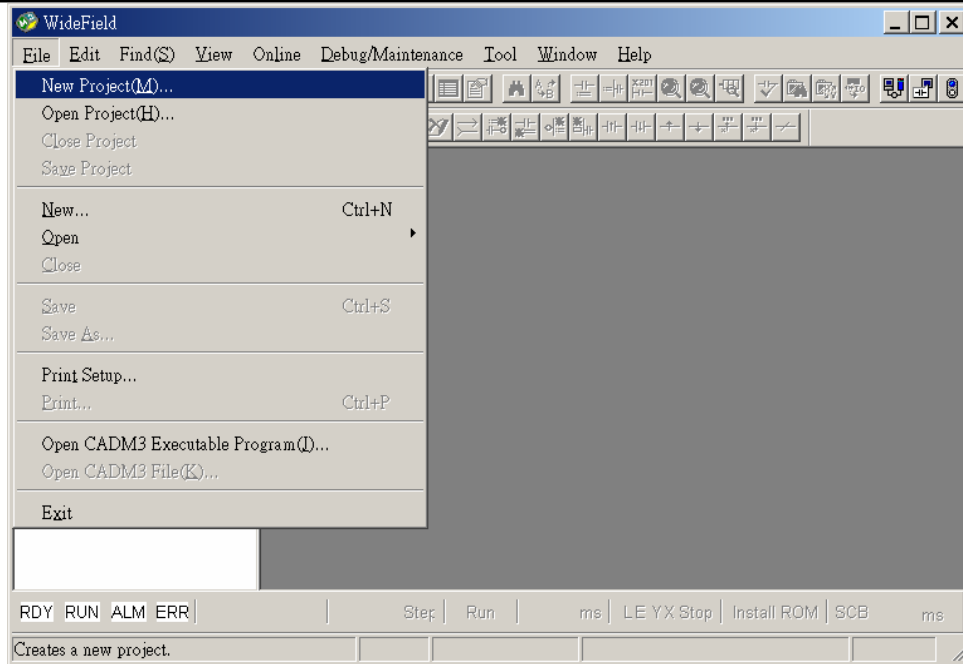 WideField
File Edit Find(S) View Online Debug/Maintenance Tool Window Help
New Project(M)...
Open Project(H)...
Close Project
Save Project
New... Ctrl+N
Open
Close
Save Ctrl+S
Save As...
Print Setup...
Print... Ctrl+P
Open CADM3 Executable Program(J)...
Open CADM3 File(K)...
Exit
RDY RUN ALM ERR Step Run ms LE YX Stop Install ROM SCB ms
Creates a new project.